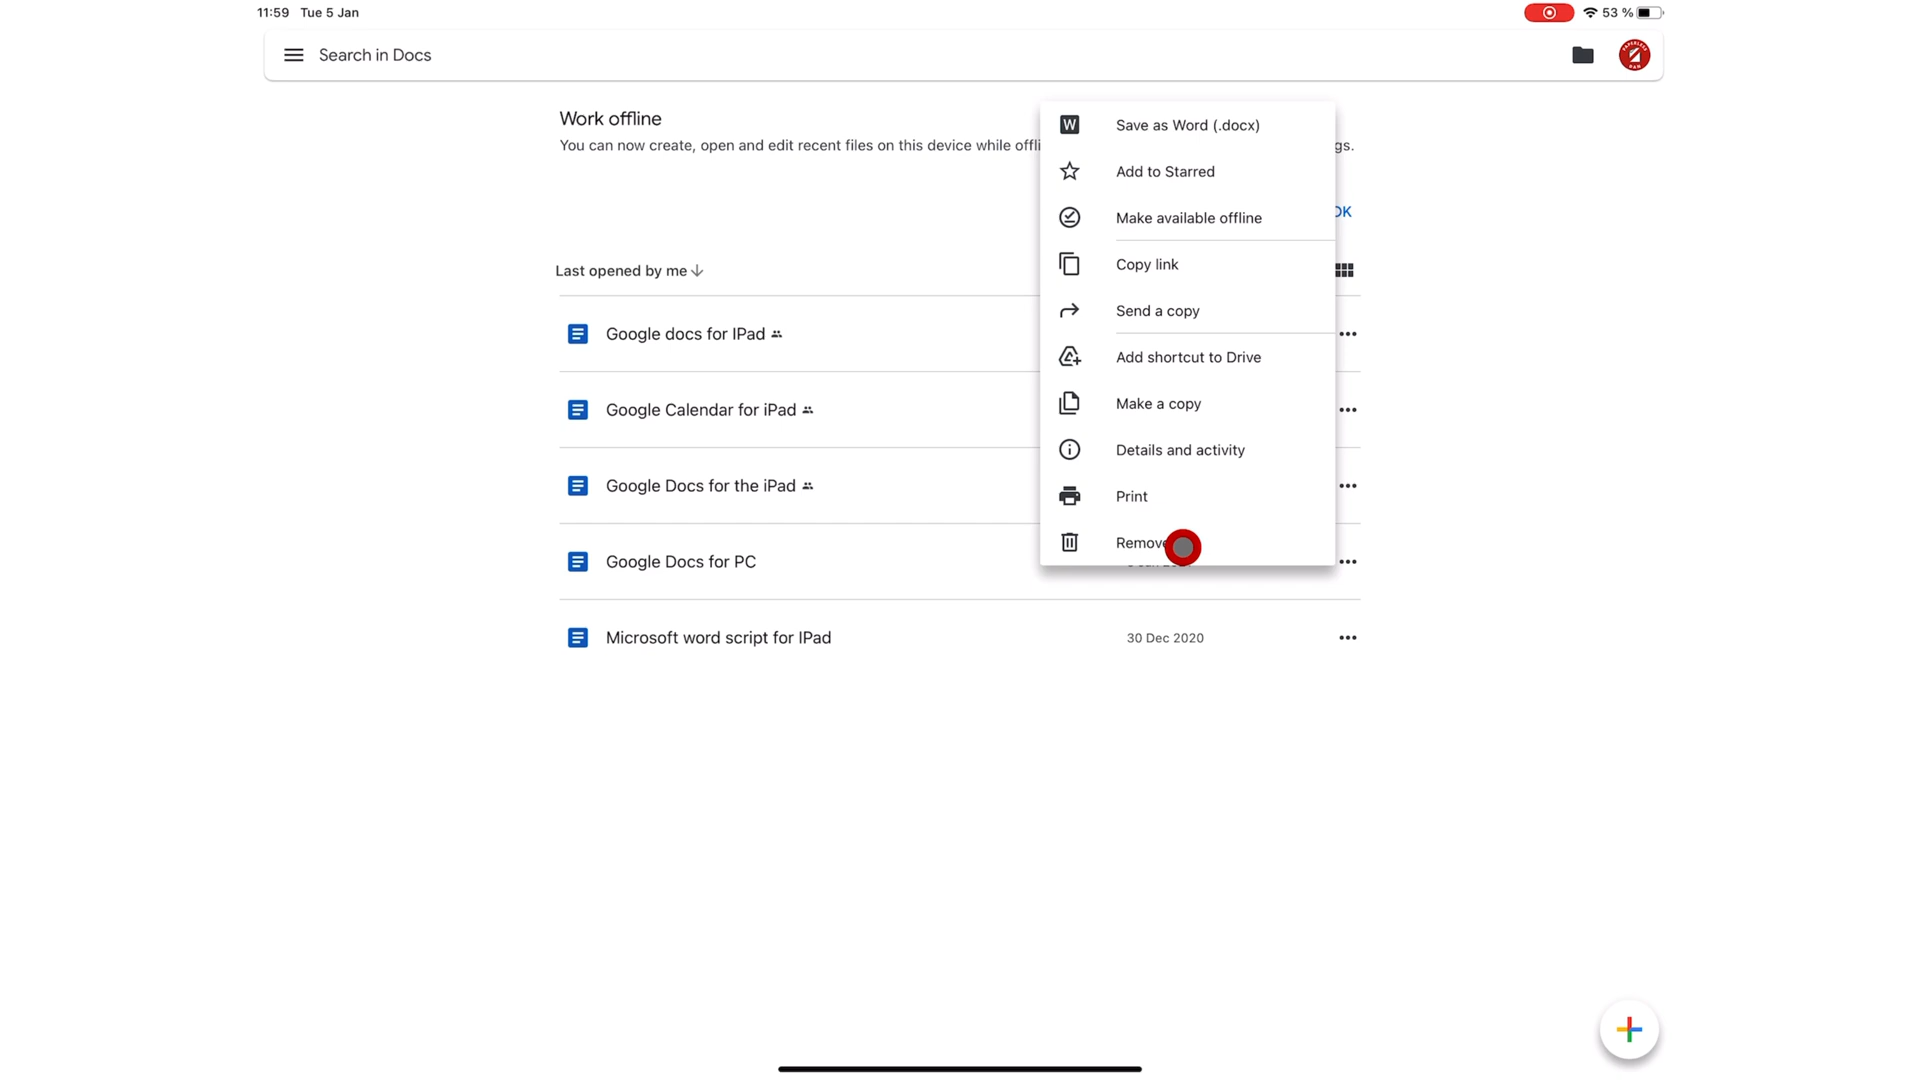 11:59 Tue 5 Jan
53 %
Search in Docs
Work offline
You can now create, open and edit recent files on this device while offli
gs.
OK
Last opened by me
Google docs for IPad
Google Calendar for iPad
Google Docs for the iPad
Google Docs for PC
Microsoft word script for IPad
30 Dec 2020
W
Save as Word (.docx)
Add to Starred
Make available offline
Copy link
Send a copy
Add shortcut to Drive
Make a copy
Details and activity
Print
Remove